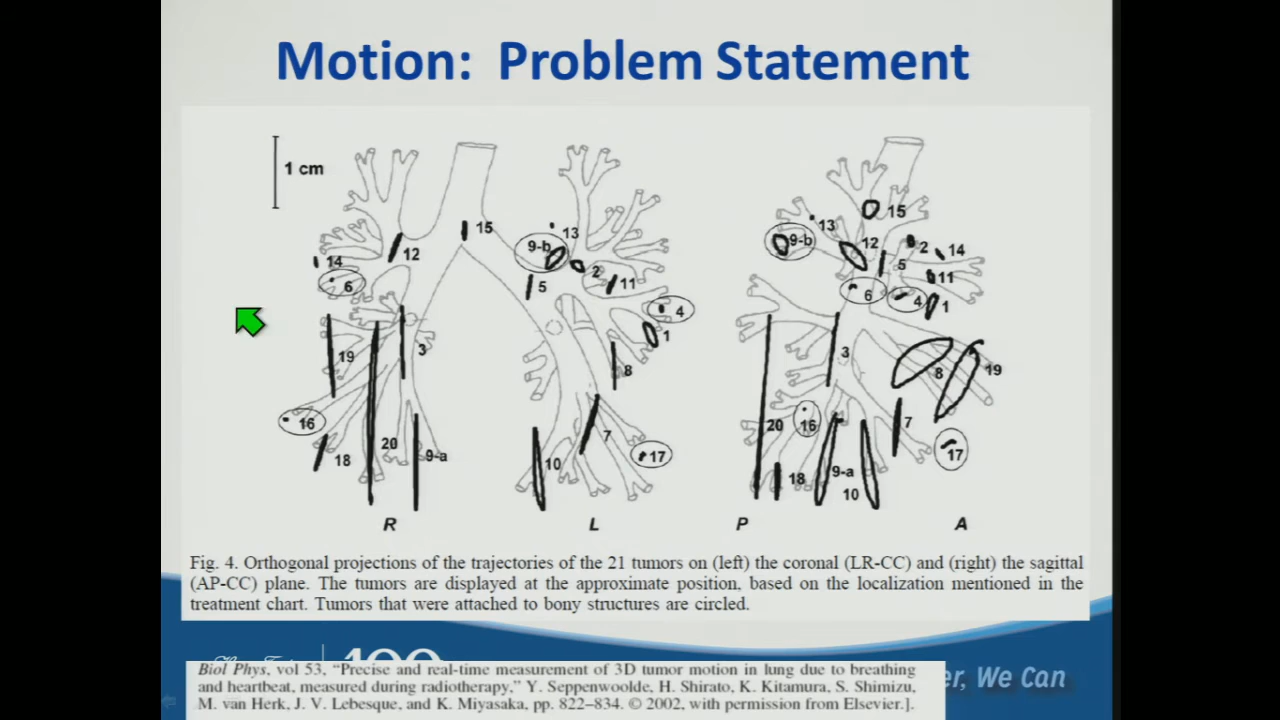 Motion: Problem Statement
1 cm
15
13
9-b
12
14
6
2
5
11
4
1
19
3
8
16
20
7
18
9-a
10
17
R
L
15
13
9-b
12
2
14
5
11
6
4
1
3
8
19
20
16
7
17
18
9-a
10
P
A
Fig. 4. Orthogonal projections of the trajectories of the 21 tumors on (left) the coronal (LR-CC) and (right) the sagittal
(AP-CC) plane. The tumors are displayed at the approximate position, based on the localization mentioned in the
treatment chart. Tumors that were attached to bony structures are circled.
er, We Can
Biol Phys, vol 53, “Precise and real-time measurement of 3D tumor motion in lung due to breathing
and heartbeat, measured during radiotherapy,” Y. Seppenwoolde, H. Shirato, K. Kitamura, S. Shimizu,
M. van Herk, J. V. Lebesque, and K. Miyasaka, pp. 822–834. © 2002, with permission from Elsevier.].